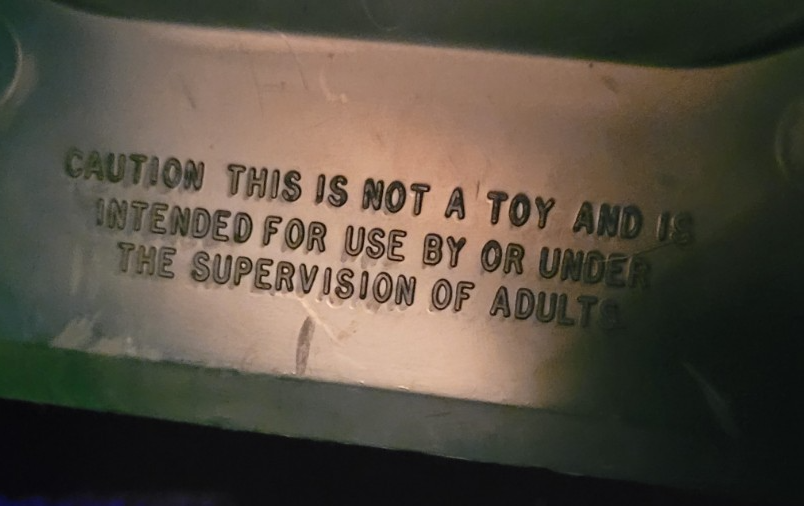 CAUTION THIS IS NOT A TOY AND IS
INTENDED FOR USE BY OR UNDER
THE SUPERVISION OF ADULTS